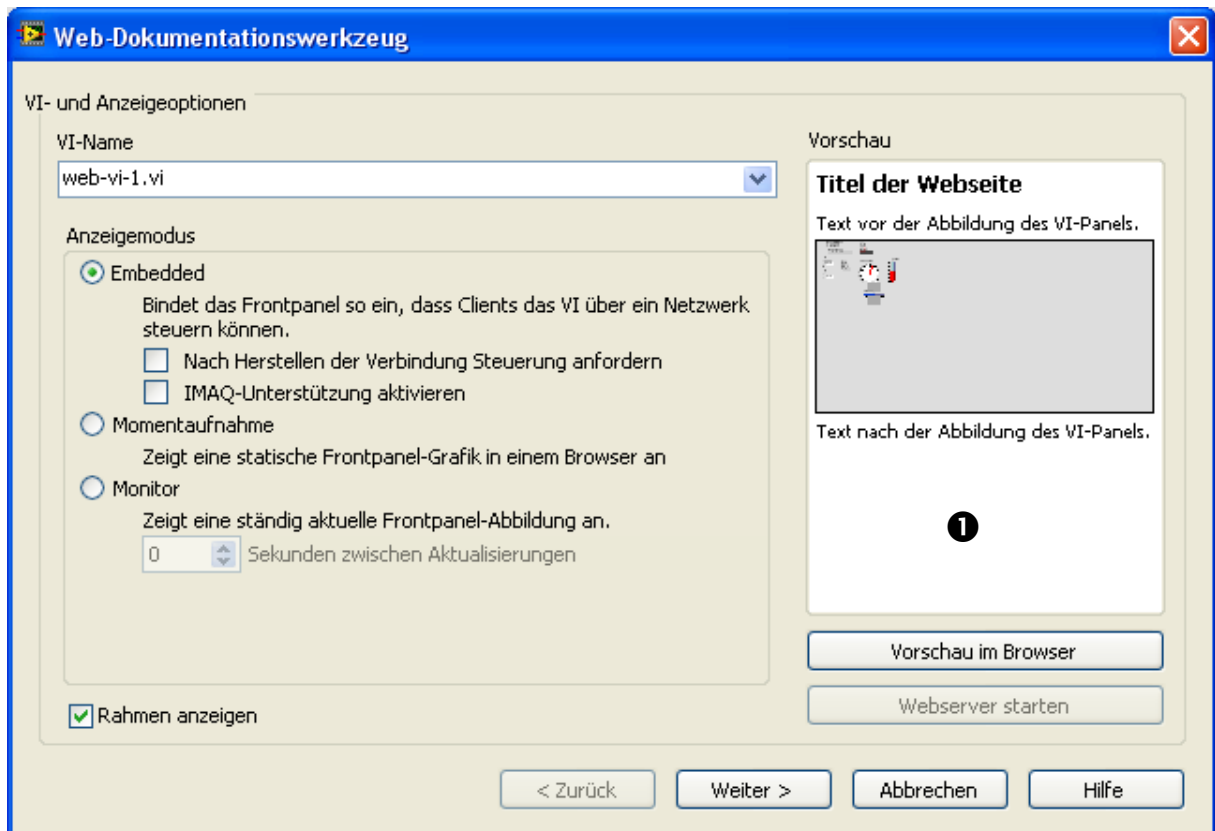 Web-Dokumentationswerkzeug
VI- und Anzeigeoptionen
VI-Name
web-vi-1.vi
Anzeigemodus
Embedded
Bindet das Frontpanel so ein, dass Clients das VI über ein Netzwerk
steuern können.
Nach Herstellen der Verbindung Steuerung anfordern
IMAQ-Unterstützung aktivieren
Momentaufnahme
Zeigt eine statische Frontpanel-Grafik in einem Browser an
Monitor
Zeigt eine ständig aktuelle Frontpanel-Abbildung an.
0 Sekunden zwischen Aktualisierungen
Rahmen anzeigen
Vorschau
Titel der Webseite
Text vor der Abbildung des VI-Panels.
Text nach der Abbildung des VI-Panels.
❶
Vorschau im Browser
Webserver starten
< Zurück
Weiter >
Abbrechen
Hilfe